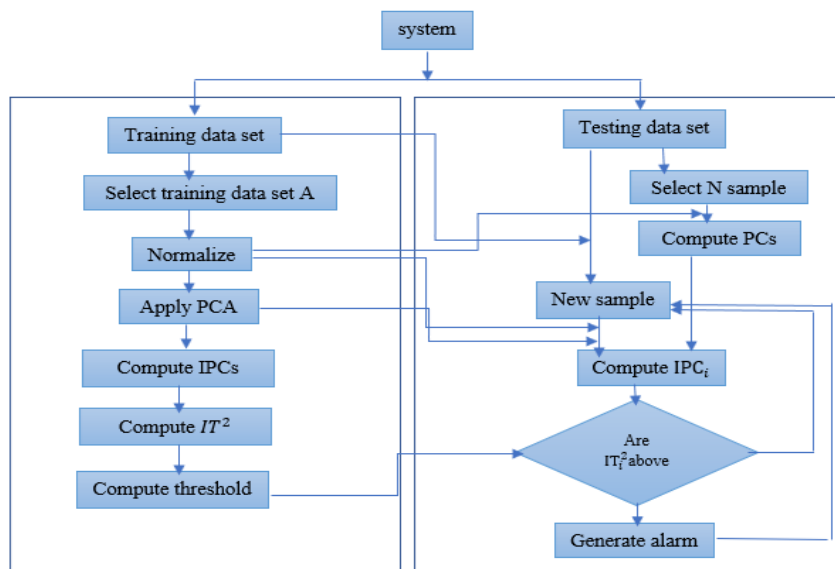 system
Training data set
Select training data set A
Normalize
Apply PCA
Compute IPCs
Compute IT²
Compute threshold
Testing data set
Select N sample
Compute PCs
New sample
Compute IPCᵢ
Are
ITᵢ² above
Generate alarm